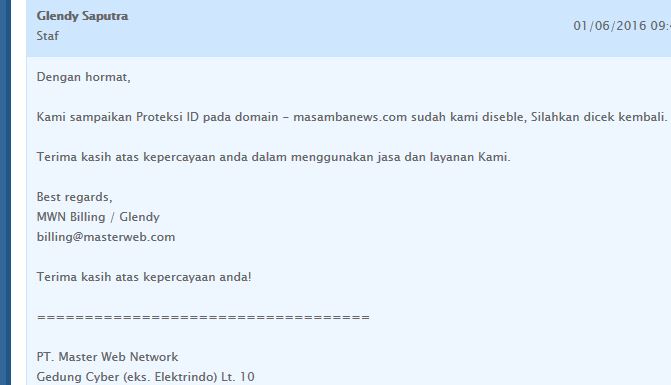 Glendy Saputra
Staf
01/06/2016 09:
Dengan hormat,
Kami sampaikan Proteksi ID pada domain - masambanews.com sudah kami diseble, Silahkan dicek kembali.
Terima kasih atas kepercayaan anda dalam menggunakan jasa dan layanan Kami.
Best regards,
MWN Billing / Glendy
billing@masterweb.com
Terima kasih atas kepercayaan anda!
===================================
PT. Master Web Network
Gedung Cyber (eks. Elektrindo) Lt. 10